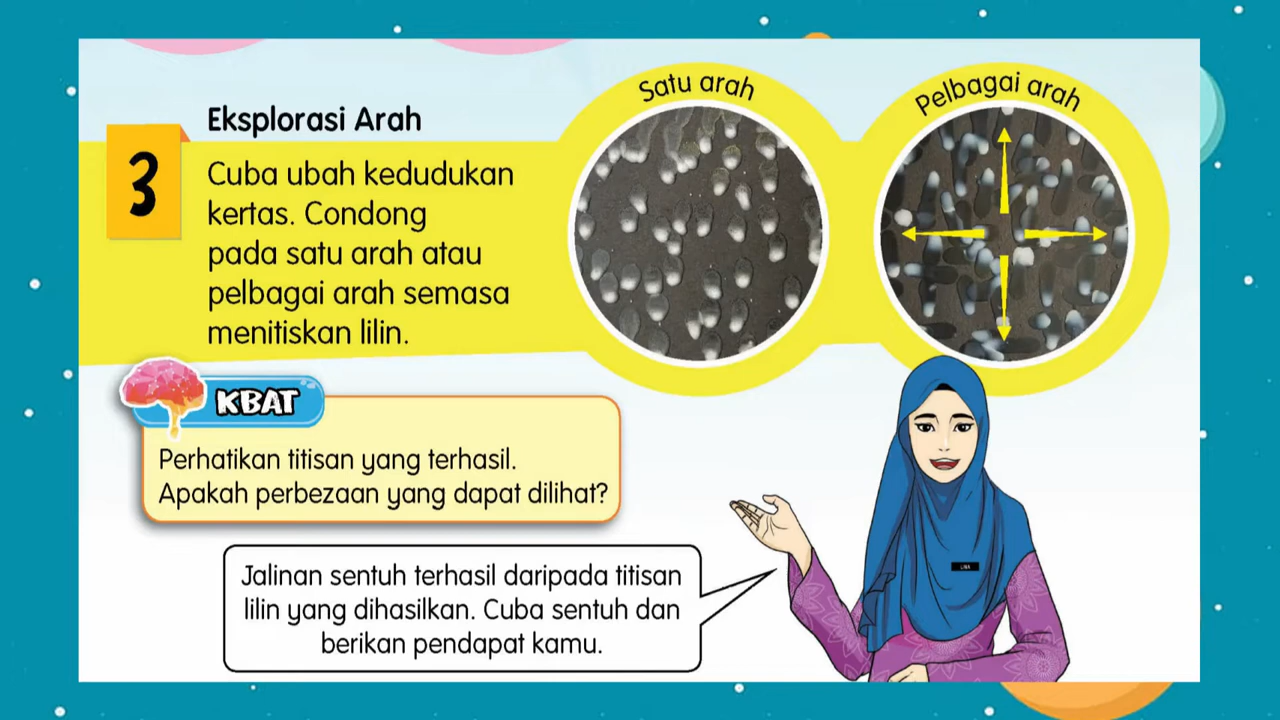 Satu arah
Pelbagai arah
Eksplorasi Arah
3
Cuba ubah kedudukan
kertas. Condong
pada satu arah atau
pelbagai arah semasa
menitiskan lilin.
KBAT
Perhatikan titisan yang terhasil.
Apakah perbezaan yang dapat dilihat?
Jalinan sentuh terhasil daripada titisan
lilin yang dihasilkan. Cuba sentuh dan
berikan pendapat kamu.
LINA